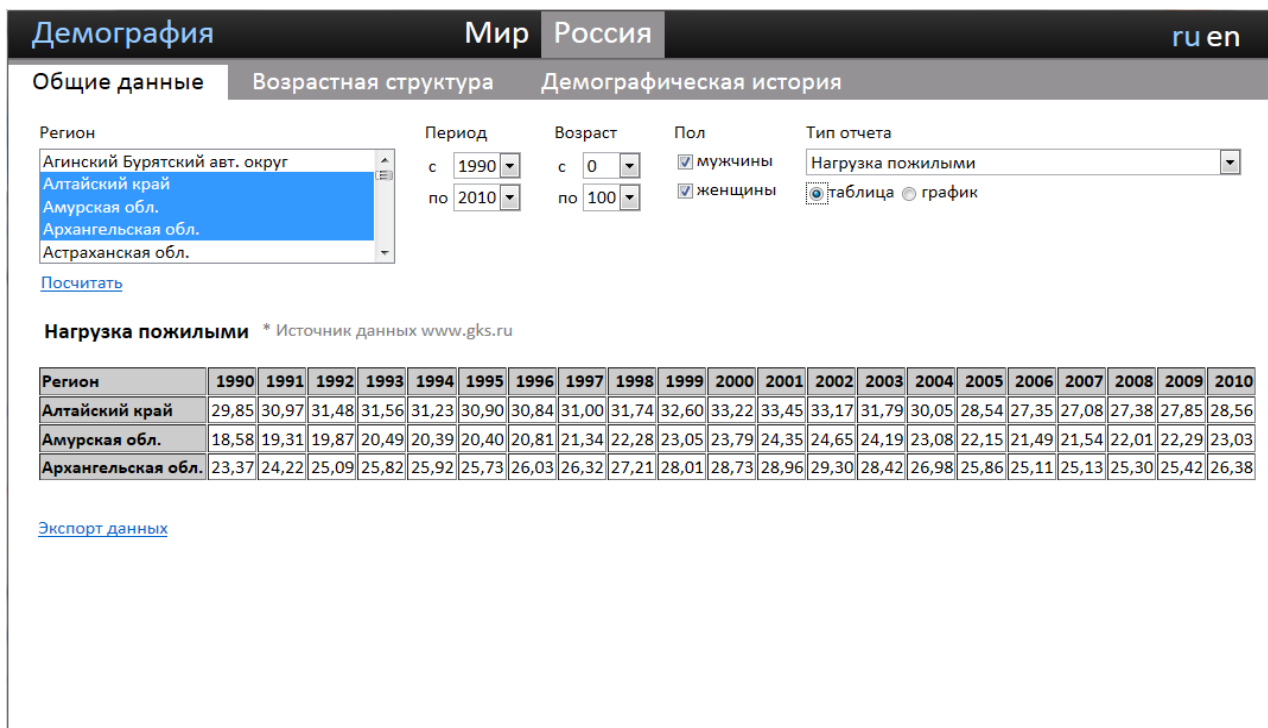 Демография Мир Россия ru en
Общие данные Возрастная структура Демографическая история
Регион Период Возраст Пол Тип отчета
Агинский Бурятский авт. округ с 1990 с 0 мужчины Нагрузка пожилыми
Алтайский край
Амурская обл. по 2010 по 100 женщины таблица график
Архангельская обл.
Астраханская обл.
Посчитать
Нагрузка пожилыми * Источник данных www.gks.ru
Регион 1990 1991 1992 1993 1994 1995 1996 1997 1998 1999 2000 2001 2002 2003 2004 2005 2006 2007 2008 2009 2010
Алтайский край 29,85 30,97 31,48 31,56 31,23 30,90 30,84 31,00 31,74 32,60 33,22 33,45 33,17 31,79 30,05 28,54 27,35 27,08 27,38 27,85 28,56
Амурская обл. 18,58 19,31 19,87 20,49 20,39 20,40 20,81 21,34 22,28 23,05 23,79 24,35 24,65 24,19 23,08 22,15 21,49 21,54 22,01 22,29 23,03
Архангельская обл. 23,37 24,22 25,09 25,82 25,92 25,73 26,03 26,32 27,21 28,01 28,73 28,96 29,30 28,42 26,98 25,86 25,11 25,13 25,30 25,42 26,38
Экспорт данных